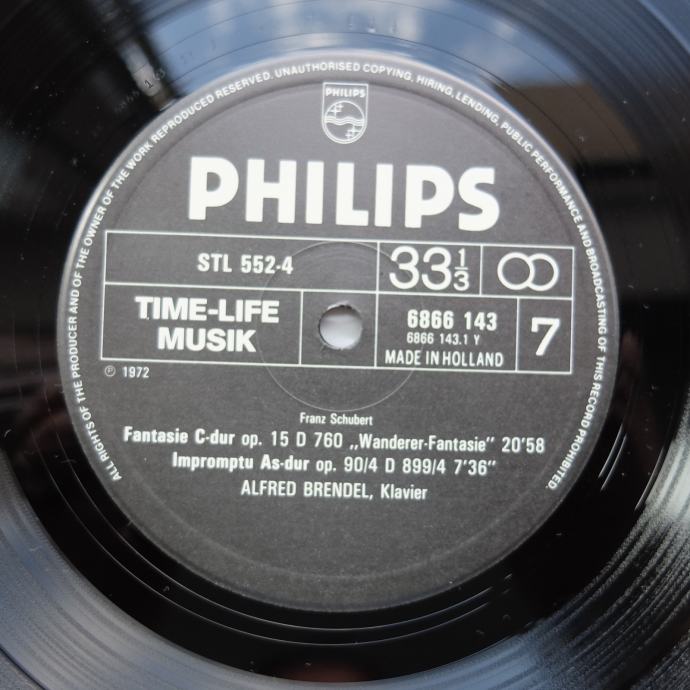 ALL RIGHTS OF THE PRODUCER AND OF THE OWNER OF THE WORK REPRODUCED RESERVED. UNAUTHORISED COPYING, HIRING, LENDING, PUBLIC PERFORMANCE AND BROADCASTING OF THIS RECORD PROHIBITED.
PHILIPS
PHILIPS
STL 552-4
33⅓
TIME-LIFE
MUSIK
6866 143
6866 143.1 Y
MADE IN HOLLAND
7
℗ 1972
Franz Schubert
Fantasie C-dur op. 15 D 760 „Wanderer-Fantasie" 20'58
Impromptu As-dur op. 90/4 D 899/4 7'36"
ALFRED BRENDEL, Klavier